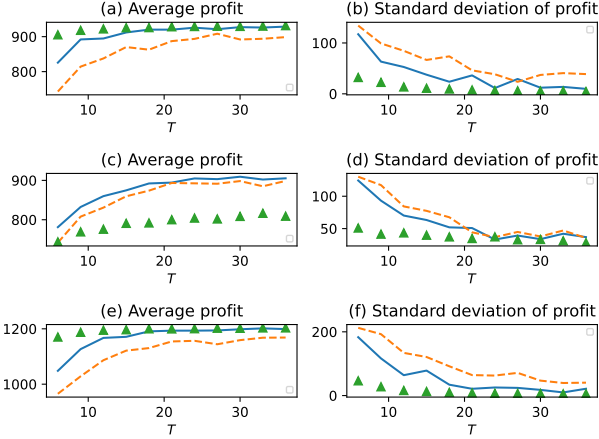 (a) Average profit
900
800
10 20 30
T
(b) Standard deviation of profit
100
0
10 20 30
T
(c) Average profit
900
800
10 20 30
T
(d) Standard deviation of profit
100
50
10 20 30
T
(e) Average profit
1200
1000
10 20 30
T
(f) Standard deviation of profit
200
0
10 20 30
T